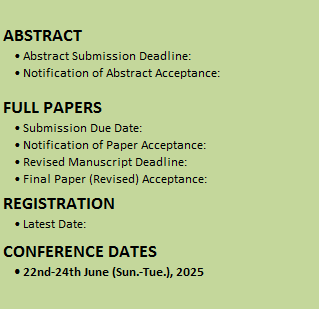 ABSTRACT
• Abstract Submission Deadline:
• Notification of Abstract Acceptance:
FULL PAPERS
• Submission Due Date:
• Notification of Paper Acceptance:
• Revised Manuscript Deadline:
• Final Paper (Revised) Acceptance:
REGISTRATION
• Latest Date:
CONFERENCE DATES
• 22nd-24th June (Sun.-Tue.), 2025